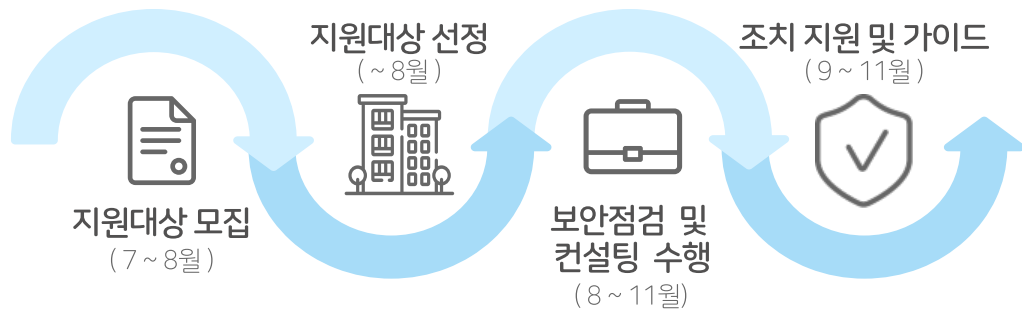 지원대상 모집
( 7 ~ 8월 )
지원대상 선정
( ~ 8월 )
보안점검 및
컨설팅 수행
( 8 ~ 11월)
조치 지원 및 가이드
( 9 ~ 11월 )